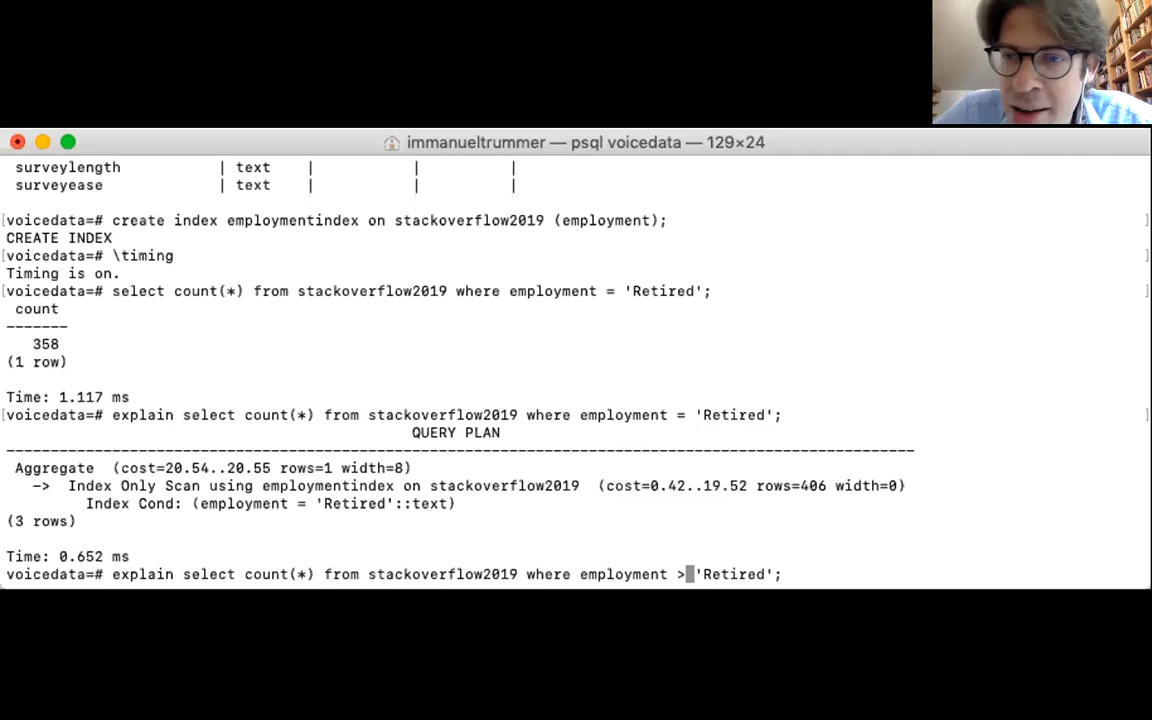 immanueltrummer — psql voicedata — 129×24
surveylength | text | | |
surveyease | text | | |
[voicedata=# create index employmentindex on stackoverflow2019 (employment); ]
CREATE INDEX
[voicedata=# \timing ]
Timing is on.
[voicedata=# select count(*) from stackoverflow2019 where employment = 'Retired'; ]
count
-------
358
(1 row)
Time: 1.117 ms
[voicedata=# explain select count(*) from stackoverflow2019 where employment = 'Retired'; ]
QUERY PLAN
-------------------------------------------------------------------------------------------------------
Aggregate (cost=20.54..20.55 rows=1 width=8)
-> Index Only Scan using employmentindex on stackoverflow2019 (cost=0.42..19.52 rows=406 width=0)
Index Cond: (employment = 'Retired'::text)
(3 rows)
Time: 0.652 ms
voicedata=# explain select count(*) from stackoverflow2019 where employment > 'Retired';